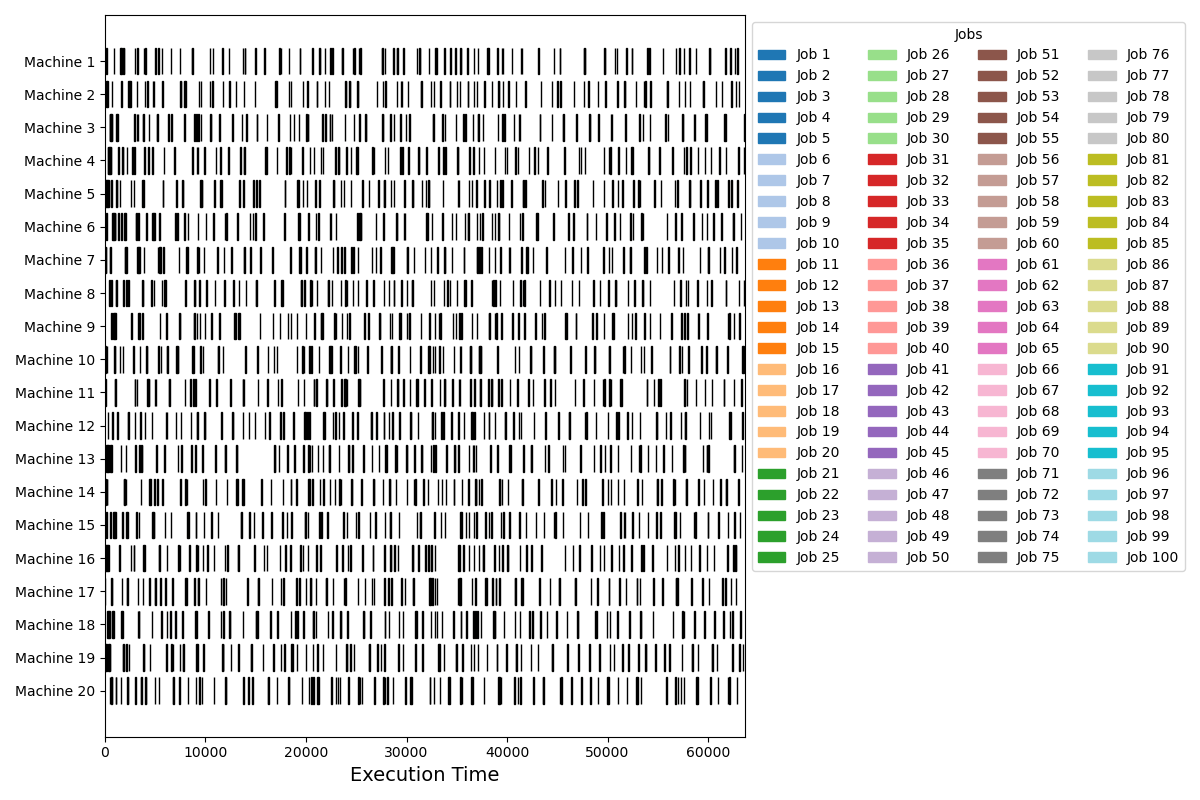 Machine 1
Machine 2
Machine 3
Machine 4
Machine 5
Machine 6
Machine 7
Machine 8
Machine 9
Machine 10
Machine 11
Machine 12
Machine 13
Machine 14
Machine 15
Machine 16
Machine 17
Machine 18
Machine 19
Machine 20
0 10000 20000 30000 40000 50000 60000
Execution Time
Jobs
Job 1 Job 26 Job 51 Job 76
Job 2 Job 27 Job 52 Job 77
Job 3 Job 28 Job 53 Job 78
Job 4 Job 29 Job 54 Job 79
Job 5 Job 30 Job 55 Job 80
Job 6 Job 31 Job 56 Job 81
Job 7 Job 32 Job 57 Job 82
Job 8 Job 33 Job 58 Job 83
Job 9 Job 34 Job 59 Job 84
Job 10 Job 35 Job 60 Job 85
Job 11 Job 36 Job 61 Job 86
Job 12 Job 37 Job 62 Job 87
Job 13 Job 38 Job 63 Job 88
Job 14 Job 39 Job 64 Job 89
Job 15 Job 40 Job 65 Job 90
Job 16 Job 41 Job 66 Job 91
Job 17 Job 42 Job 67 Job 92
Job 18 Job 43 Job 68 Job 93
Job 19 Job 44 Job 69 Job 94
Job 20 Job 45 Job 70 Job 95
Job 21 Job 46 Job 71 Job 96
Job 22 Job 47 Job 72 Job 97
Job 23 Job 48 Job 73 Job 98
Job 24 Job 49 Job 74 Job 99
Job 25 Job 50 Job 75 Job 100